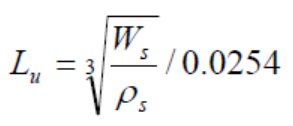 L_u = ∛(W_s / ρ_s) / 0.0254